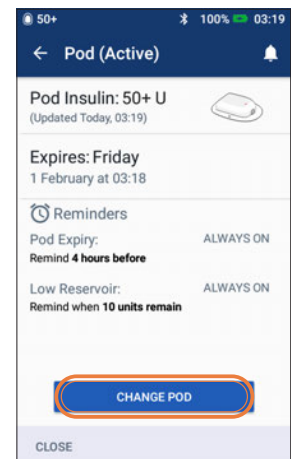 50+ 100% 03:19
Pod (Active)
Pod Insulin: 50+ U
(Updated Today, 03:19)
Expires: Friday
1 February at 03:18
Reminders
Pod Expiry: ALWAYS ON
Remind 4 hours before
Low Reservoir: ALWAYS ON
Remind when 10 units remain
CHANGE POD
CLOSE